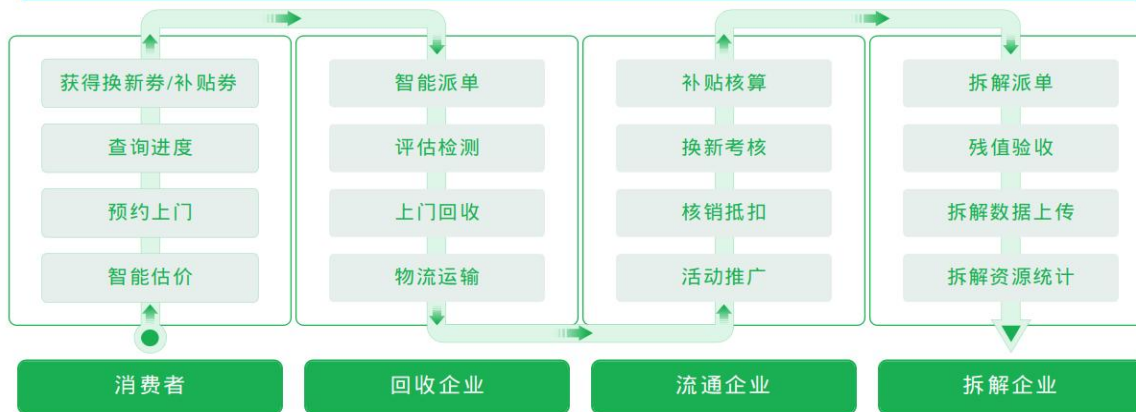 获得换新券/补贴券
查询进度
预约上门
智能估价
消费者
智能派单
评估检测
上门回收
物流运输
回收企业
补贴核算
换新考核
核销抵扣
活动推广
流通企业
拆解派单
残值验收
拆解数据上传
拆解资源统计
拆解企业